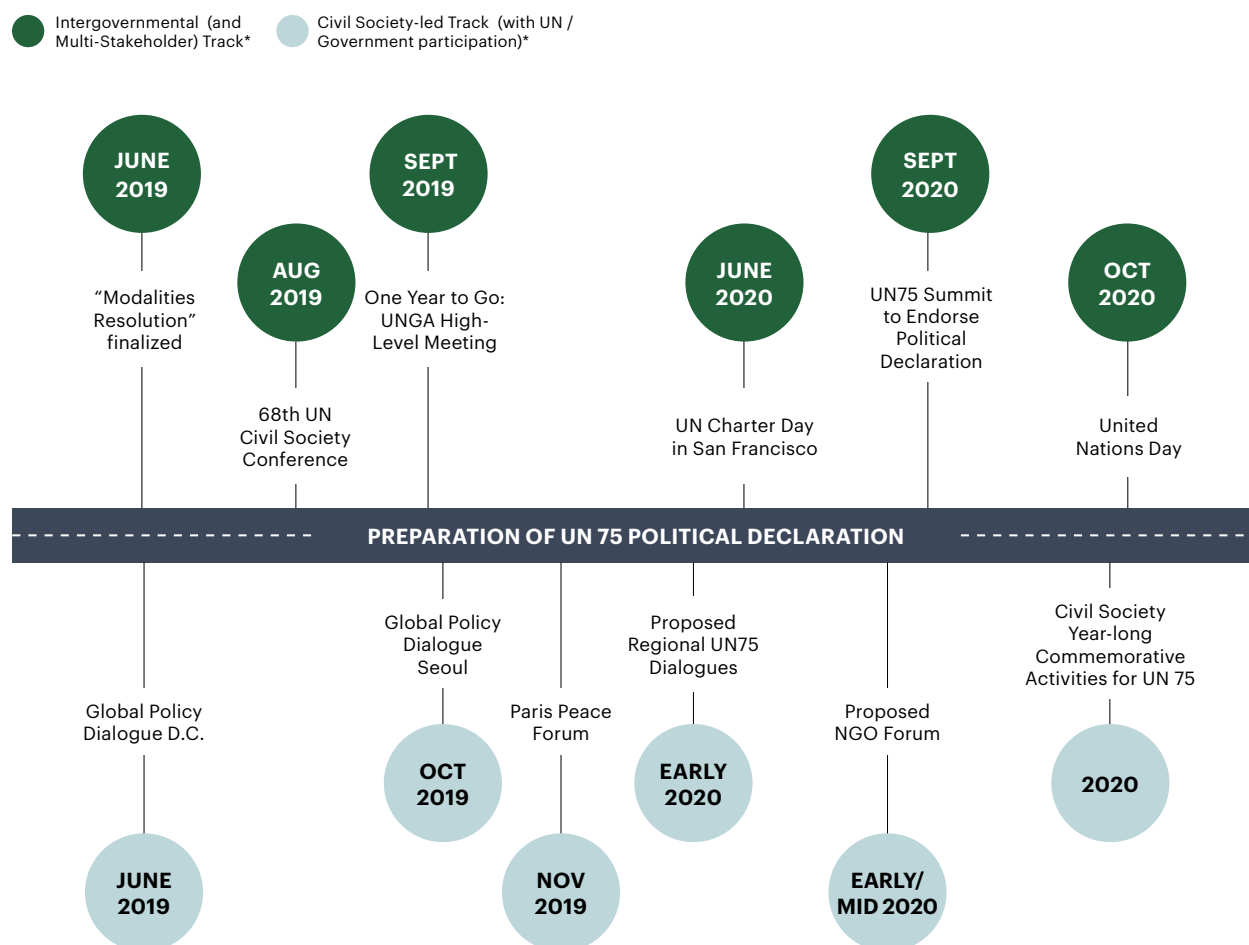 Intergovernmental (and
Multi-Stakeholder) Track*
Civil Society-led Track (with UN /
Government participation)*
JUNE
2019
“Modalities
Resolution”
finalized
AUG
2019
68th UN
Civil Society
Conference
SEPT
2019
One Year to Go:
UNGA High-
Level Meeting
JUNE
2020
UN Charter Day
in San Francisco
SEPT
2020
UN75 Summit
to Endorse
Political
Declaration
OCT
2020
United
Nations Day
PREPARATION OF UN 75 POLITICAL DECLARATION
Global Policy
Dialogue D.C.
JUNE
2019
Global Policy
Dialogue
Seoul
OCT
2019
Paris Peace
Forum
NOV
2019
Proposed
Regional UN75
Dialogues
EARLY
2020
Proposed
NGO Forum
EARLY/
MID 2020
Civil Society
Year-long
Commemorative
Activities for UN 75
2020